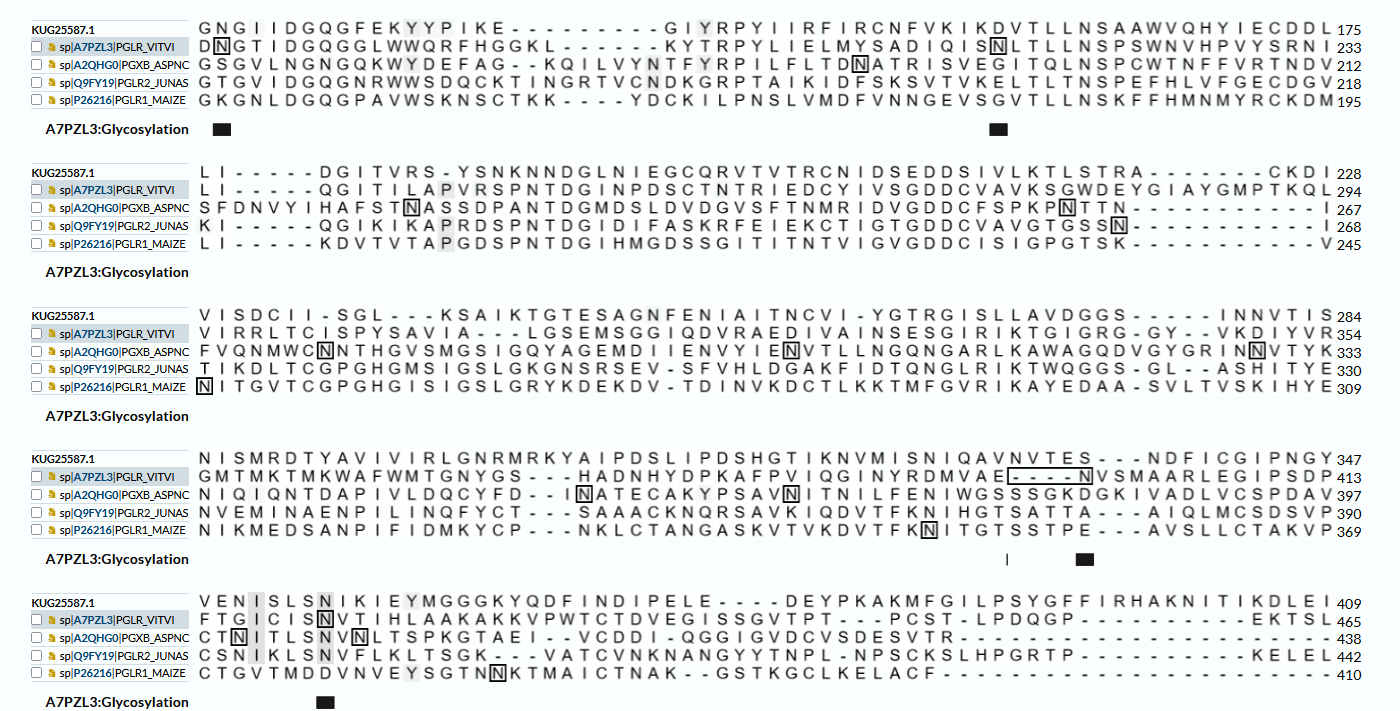 KUG25587.1 GNGIIDGQGFEKYYPIKE---------GIYRPYIIRFIRCNFVKIKDVTLLNSAAWVQHYIECDDL 175
sp|A7PZL3|PGLR_VITVI DNGTIDGQGGLWWQRFHGGKL------KYTRPYLIELMYSADIQISNLTLLNSPSWNVHPVYSRNI 233
sp|A2QHG0|PGXB_ASPNC GSGVLNGNGQKWYDEFAG--KQILVYNTFYRPILFLTDNATRISVEGITQLNSPCWTNFFVRTNDV 212
sp|Q9FY19|PGLR2_JUNAS GTGVIDGQGNRWWSDQCKTINGRTVCNDKGRPTAIKIDFSKSVTVKELTLTNSPEFHLVFGECDGV 218
sp|P26216|PGLR1_MAIZE GKGNLDGQGPAVWSKNSCTKK----YDCKILPNSLVMDFVNNGEVSGVTLLNSKFFHMNMYRCKDM 195
A7PZL3:Glycosylation
KUG25587.1 LI-----DGITVRS-YSNKNNDGLNIEGCQRVTVTRCNIDSEDDSIVLKTLSTRA-------CKDI 228
sp|A7PZL3|PGLR_VITVI LI-----QGITILAPVRSPNTDGINPDSCTNTRIEDCYIVSGDDCVAVKSGWDEYGIAYGMPTKQL 294
sp|A2QHG0|PGXB_ASPNC SFDNVYIHAFSTNASSDPANTDGMDSLDVDGVSFTNMRIDVGDDCFSPKPNTTN-----------I 267
sp|Q9FY19|PGLR2_JUNAS KI-----QGIKIKAPRDSPNTDGIDIFASKRFEIEKCTIGTGDDCVAVGTGSSN-----------I 268
sp|P26216|PGLR1_MAIZE LI-----KDVTVTAPGDSPNTDGIHMGDSSGITITNTVIGVGDDCISIGPGTSK-----------V 245
A7PZL3:Glycosylation
KUG25587.1 VISDCII-SGL---KSAIKTGTESAGNFENIAITNCVI-YGTRGISLLAVDGGS-----INNVTIS 284
sp|A7PZL3|PGLR_VITVI VIRRLTCISPYSAVIA---LGSEMSGGIQDVRAEDIVAINSESGIRIKTGIGRG-GY--VKDIYVR 354
sp|A2QHG0|PGXB_ASPNC FVQNMWCNNTHGVSMGSIGQYAGEMDIIENVYIENVTLLNGQNGARLKAWAGQDVGYGRINNVTYK 333
sp|Q9FY19|PGLR2_JUNAS TIKDLTCGPGHGMSIGSLGKGNSRSEV-SFVHLDGAKFIDTQNGLRIKTWQGGS-GL--ASHITYE 330
sp|P26216|PGLR1_MAIZE NITGVTCGPGHGISIGSLGRYKDEKDV-TDINVKDCTLKKTMFGVRIKAYEDAA-SVLTVSKIHYE 309
A7PZL3:Glycosylation
KUG25587.1 NISMRDTYAVIVIRLGNRMRKYAIPDSLIPDSHGTIKNVMISNIQAVNVTES---NDFICGIPNGY 347
sp|A7PZL3|PGLR_VITVI GMTMKTMKWAFWMTGNYGS---HADNHYDPKAFPVIQGINYRDMVAE----NVSMAARLEGIPSDP 413
sp|A2QHG0|PGXB_ASPNC NIQIQNTDAPIVLDQCYFD--INATECAKYPSAVNITNILFENIWGSSSGKDGKIVADLVCSPDAV 397
sp|Q9FY19|PGLR2_JUNAS NVEMINAENPILINQFYCT---SAAACKNQRSAVKIQDVTFKNIHGTSATTA---AIQLMCSDSVP 390
sp|P26216|PGLR1_MAIZE NIKMEDSANPIFIDMKYCP---NKLCTANGASKVTVKDVTFKNITGTSSTPE---AVSLLCTAKVP 369
A7PZL3:Glycosylation
KUG25587.1 VENISLSNIKIEYMGGGKYQDFINDIPELE----DEYPKAKMFGILPSYGFFIRHAKNITIKDLEI 409
sp|A7PZL3|PGLR_VITVI FTGICISNVTIHLAAKAKKVPWTCTDVEGISSGVTPT---PCST-LPDQGP----------EKTSL 465
sp|A2QHG0|PGXB_ASPNC CTNITLSNVNLTSPKGTAEI--VCDDI-QGGIGVDCVSDESVTR---------------------- 438
sp|Q9FY19|PGLR2_JUNAS CSNIKLSNVFLKLTSGK---VATCVNKNANGYYTNPL-NPSCKSLHPGRTP----------KELEL 442
sp|P26216|PGLR1_MAIZE CTGVTMDDVNVEYSGTNNKTMAICTNAK--GSTKGCLKELACF----------------------- 410
A7PZL3:Glycosylation